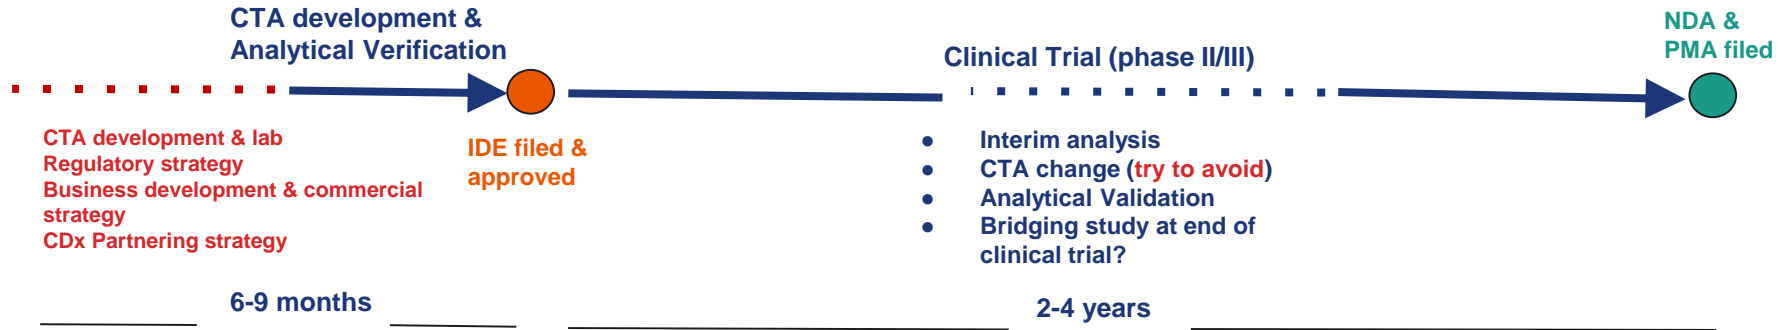 CTA development &
Analytical Verification
Clinical Trial (phase II/III)
NDA &
PMA filed
CTA development & lab
Regulatory strategy
Business development & commercial
strategy
CDx Partnering strategy
IDE filed &
approved
● Interim analysis
● CTA change (try to avoid)
● Analytical Validation
● Bridging study at end of
clinical trial?
6-9 months
2-4 years